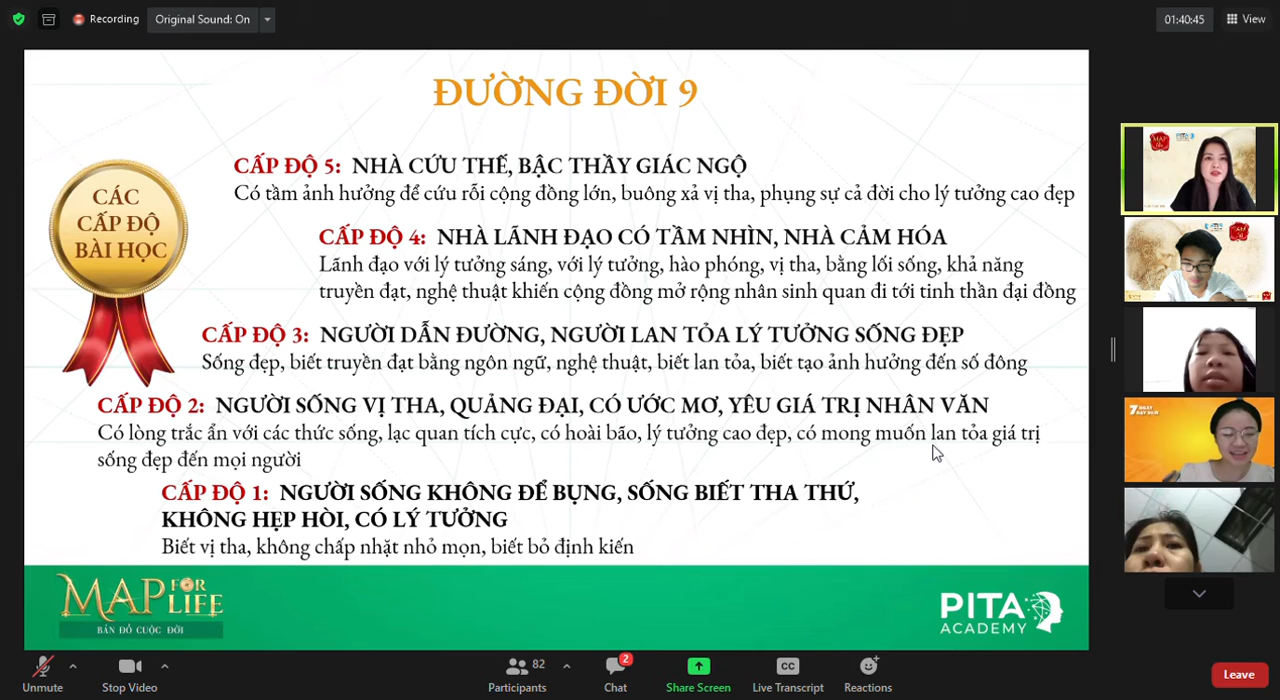 Recording
Original Sound: On
01:40:45
View
ĐƯỜNG ĐỜI 9
CÁC
CẤP ĐỘ
BÀI HỌC
CẤP ĐỘ 5: NHÀ CỨU THẾ, BẬC THẦY GIÁC NGỘ
Có tầm ảnh hưởng để cứu rỗi cộng đồng lớn, buông xả vị tha, phụng sự cả đời cho lý tưởng cao đẹp
CẤP ĐỘ 4: NHÀ LÃNH ĐẠO CÓ TẦM NHÌN, NHÀ CẢM HÓA
Lãnh đạo với lý tưởng sáng, với lý tưởng, hào phóng, vị tha, bằng lối sống, khả năng
truyền đạt, nghệ thuật khiến cộng đồng mở rộng nhân sinh quan đi tới tinh thần đại đồng
CẤP ĐỘ 3: NGƯỜI DẪN ĐƯỜNG, NGƯỜI LAN TỎA LÝ TƯỞNG SỐNG ĐẸP
Sống đẹp, biết truyền đạt bằng ngôn ngữ, nghệ thuật, biết lan tỏa, biết tạo ảnh hưởng đến số đông
CẤP ĐỘ 2: NGƯỜI SỐNG VỊ THA, QUẢNG ĐẠI, CÓ ƯỚC MƠ, YÊU GIÁ TRỊ NHÂN VĂN
Có lòng trắc ẩn với các thức sống, lạc quan tích cực, có hoài bão, lý tưởng cao đẹp, có mong muốn lan tỏa giá trị
sống đẹp đến mọi người
CẤP ĐỘ 1: NGƯỜI SỐNG KHÔNG ĐỂ BỤNG, SỐNG BIẾT THA THỨ,
KHÔNG HẸP HÒI, CÓ LÝ TƯỞNG
Biết vị tha, không chấp nhặt nhỏ mọn, biết bỏ định kiến
MAP FOR LIFE
BẢN ĐỒ CUỘC ĐỜI
PITA
ACADEMY
PITA
7 NGÀY
Unmute
Stop Video
82
Participants
2
Chat
Share Screen
CC
Live Transcript
Reactions
Leave